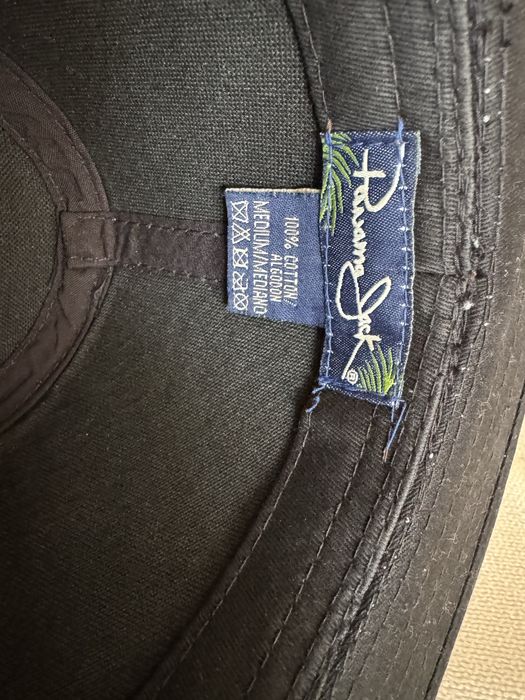 Panama Jack®
100% COTTON/
ALGODON
MEDIUM/MEDIANO